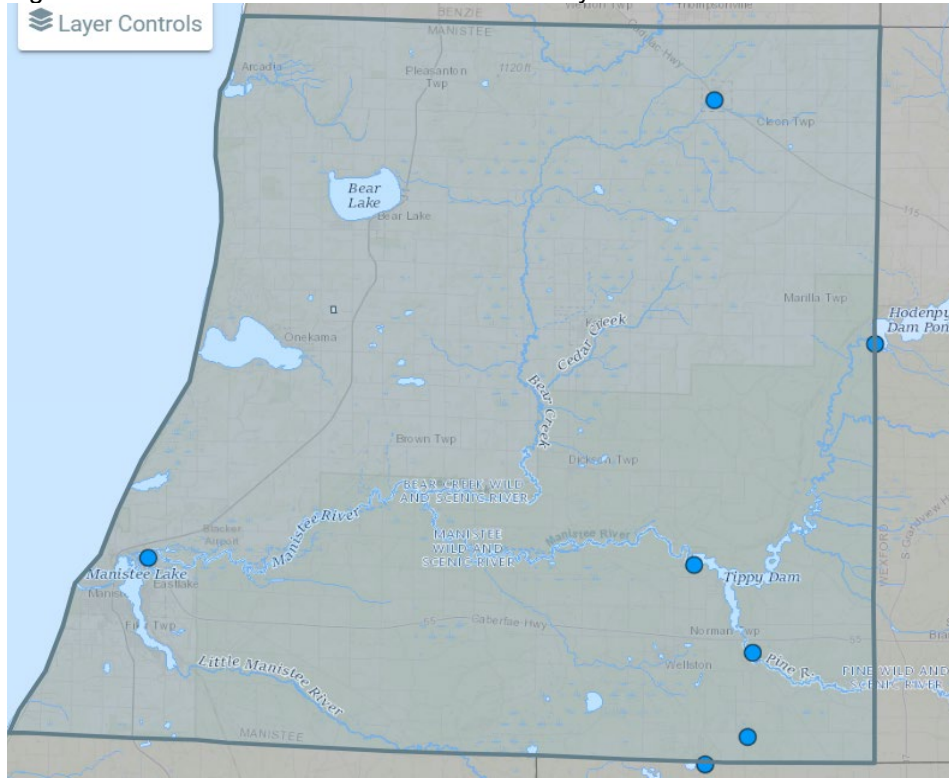 Layer Controls
BENZIE
MANISTEE
Thompsonville
Cadillac Hwy
Arcadia
Pleasanton
Twp
1120 ft
Cleon Twp
Bear
Lake
Bear Lake
115
Marilla Twp
Hodenpy
Dam Pon
Onekama
Cedar Creek
Bear
Creek
Brown Twp
Dickson Twp
BEAR CREEK WILD
AND SCENIC RIVER
Manistee River
MANISTEE
WILD AND
SCENIC RIVER
Manistee River
Blacker
Airport
Manistee Lake
Eastlake
Tippy Dam
WEXFORD
Filer Twp
55
Caberfae Hwy
Norman Twp
55
Little Manistee River
Wellston
Pine R.
PINE WILD AND
SCENIC RIVER
MANISTEE